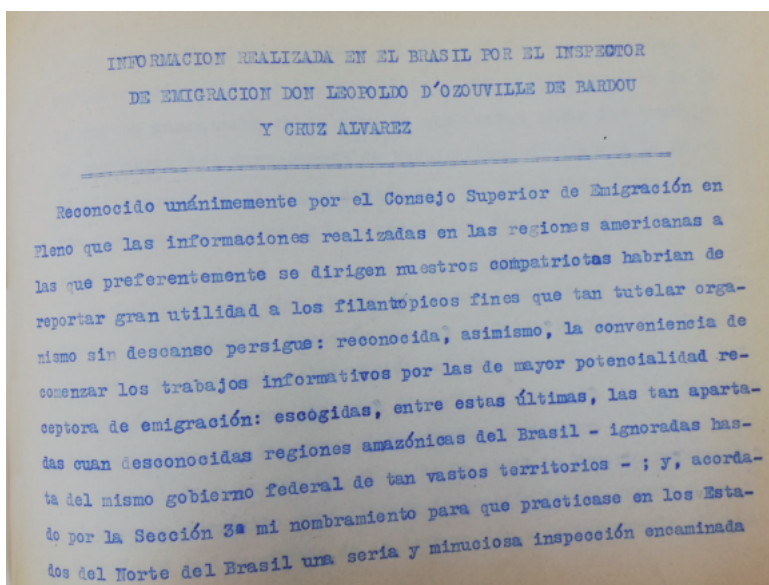 INFORMACION REALIZADA EN EL BRASIL POR EL INSPECTOR
DE EMIGRACION DON LEOPOLDO D'OZOUVILLE DE BARDOU
Y CRUZ ALVAREZ
Reconocido unánimemente por el Consejo Superior de Emigración en
Pleno que las informaciones realizadas en las regiones americanas a
las que preferentemente se dirigen nuestros compatriotas habrian de
reportar gran utilidad a los filantópicos fines que tan tutelar orga-
nismo sin descanso persigue: reconocida, asimismo, la conveniencia de
comenzar los trabajos informativos por las de mayor potencialidad re-
ceptora de emigración: escogidas, entre estas últimas, las tan aparta-
das cuan desconocidas regiones amazónicas del Brasil - ignoradas has-
ta del mismo gobierno federal de tan vastos territorios - ; y, acorda-
do por la Sección 3ª mi nombramiento para que practicase en los Esta-
dos del Norte del Brasil una seria y minuciosa inspección encaminada